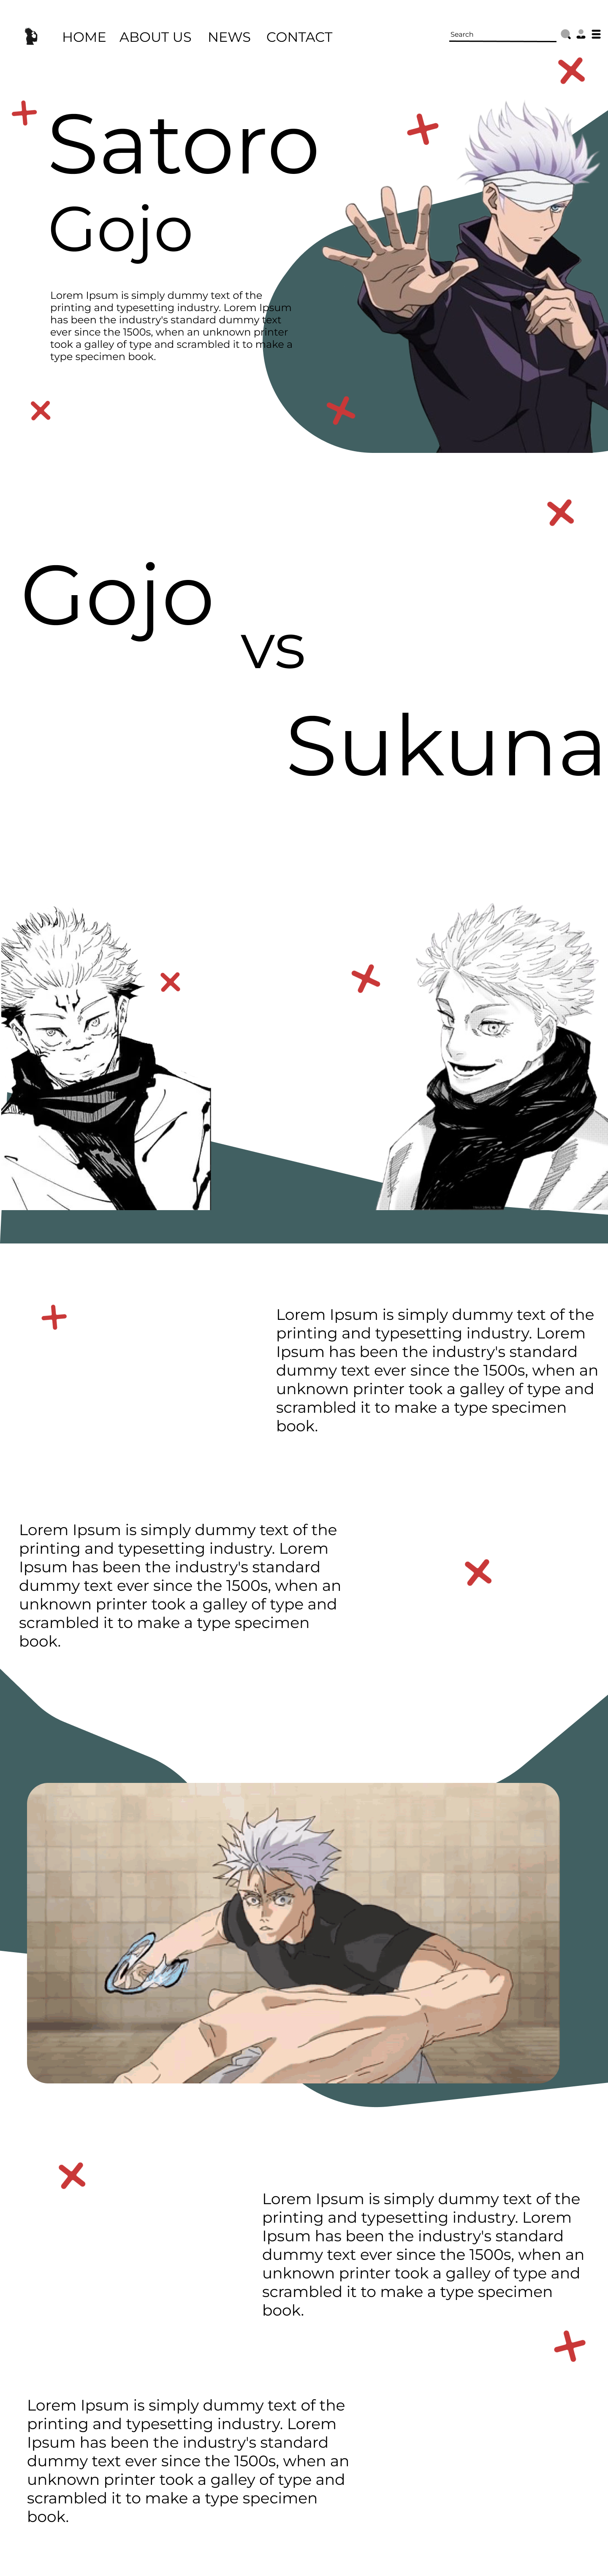 HOME ABOUT US NEWS CONTACT Search
Satoro
Gojo
Lorem Ipsum is simply dummy text of the
printing and typesetting industry. Lorem Ipsum
has been the industry's standard dummy text
ever since the 1500s, when an unknown printer
took a galley of type and scrambled it to make a
type specimen book.
Gojo
vs
Sukuna
Lorem Ipsum is simply dummy text of the
printing and typesetting industry. Lorem
Ipsum has been the industry's standard
dummy text ever since the 1500s, when an
unknown printer took a galley of type and
scrambled it to make a type specimen
book.
Lorem Ipsum is simply dummy text of the
printing and typesetting industry. Lorem
Ipsum has been the industry's standard
dummy text ever since the 1500s, when an
unknown printer took a galley of type and
scrambled it to make a type specimen
book.
Lorem Ipsum is simply dummy text of the
printing and typesetting industry. Lorem
Ipsum has been the industry's standard
dummy text ever since the 1500s, when an
unknown printer took a galley of type and
scrambled it to make a type specimen
book.
Lorem Ipsum is simply dummy text of the
printing and typesetting industry. Lorem
Ipsum has been the industry's standard
dummy text ever since the 1500s, when an
unknown printer took a galley of type and
scrambled it to make a type specimen
book.